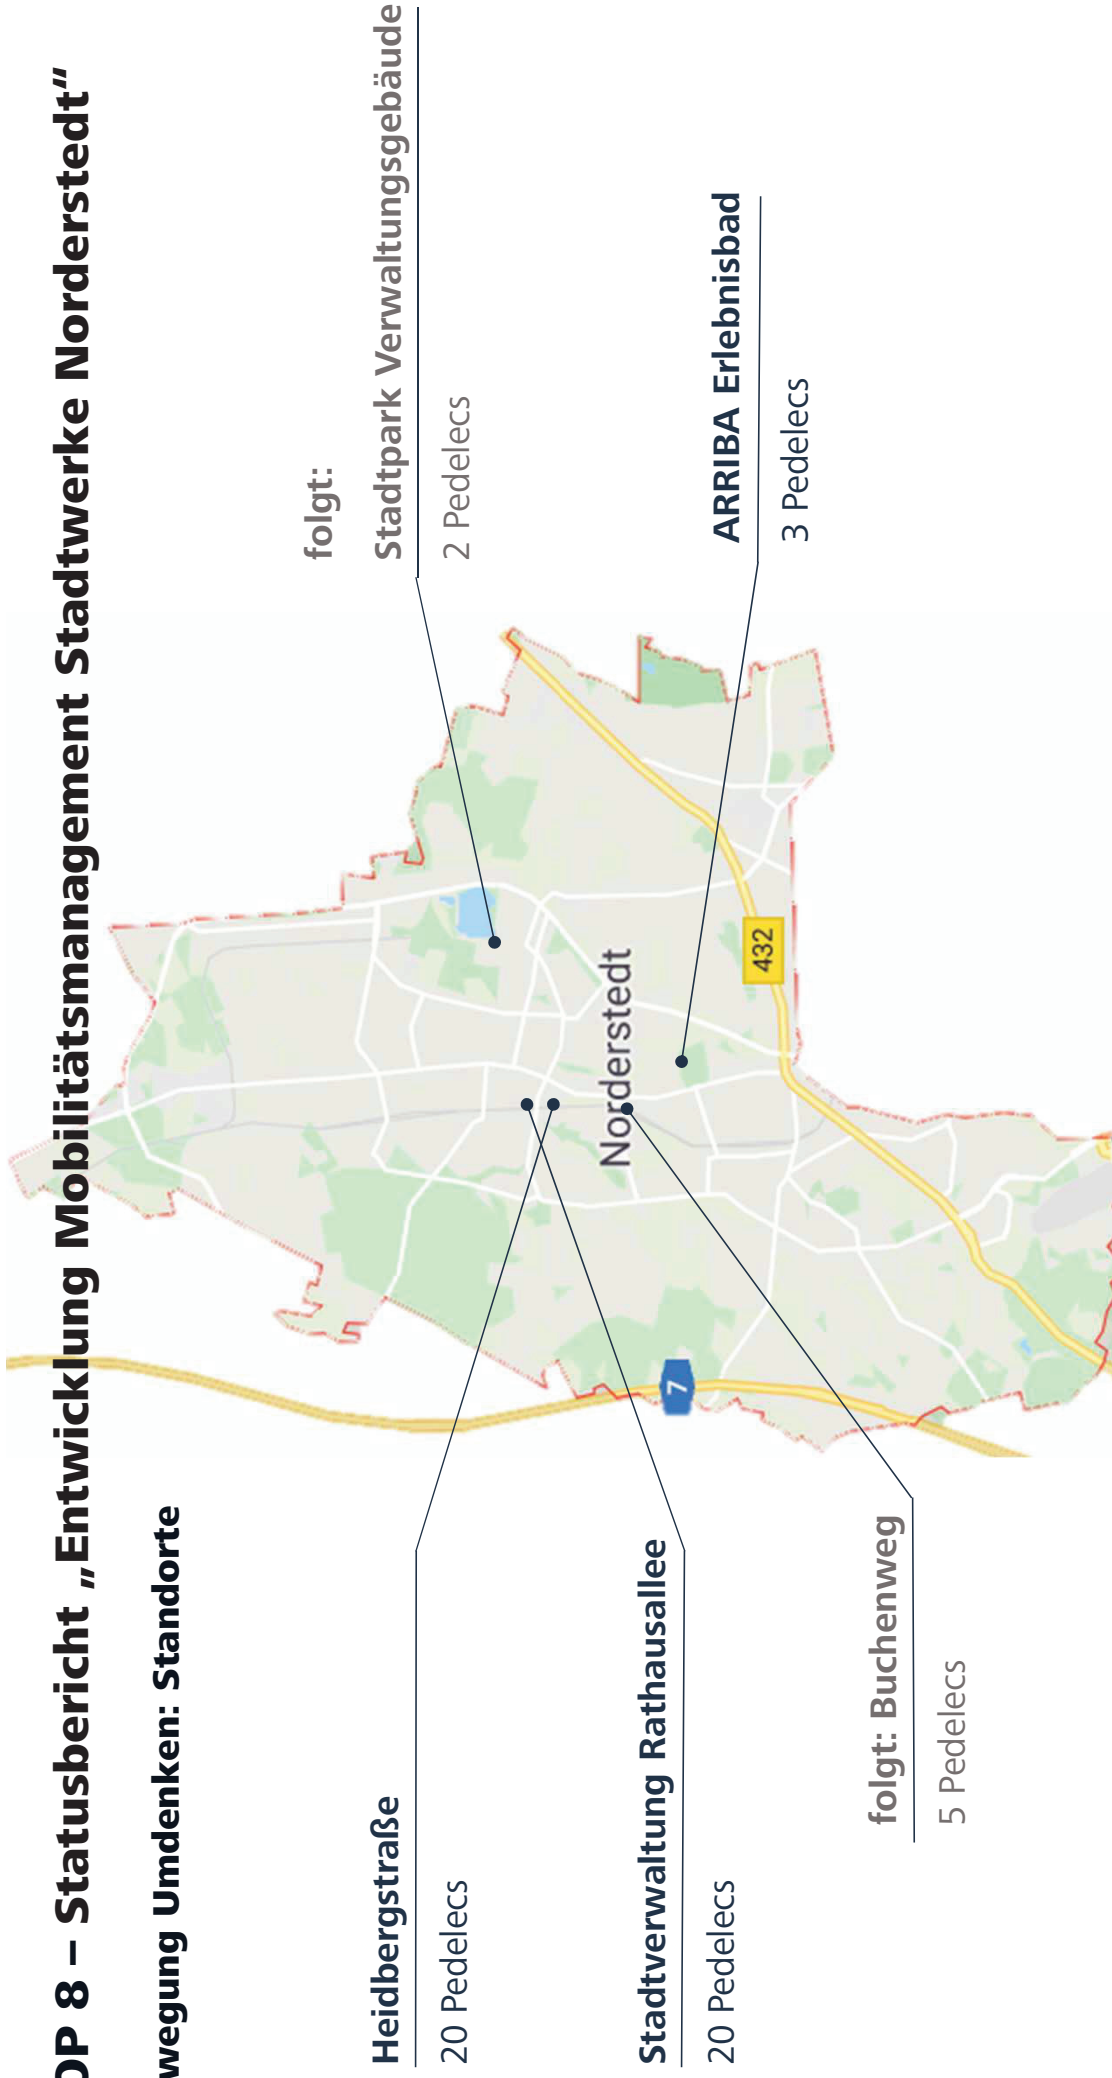 OP 8 – Statusbericht „Entwicklung Mobilitätsmanagement Stadtwerke Norderstedt“
wegung Umdenken: Standorte
Heidbergstraße
20 Pedelecs
Stadtverwaltung Rathausallee
20 Pedelecs
folgt: Buchenweg
5 Pedelecs
7
Norderstedt
432
folgt:
Stadtpark Verwaltungsgebäude
2 Pedelecs
ARRIBA Erlebnisbad
3 Pedelecs